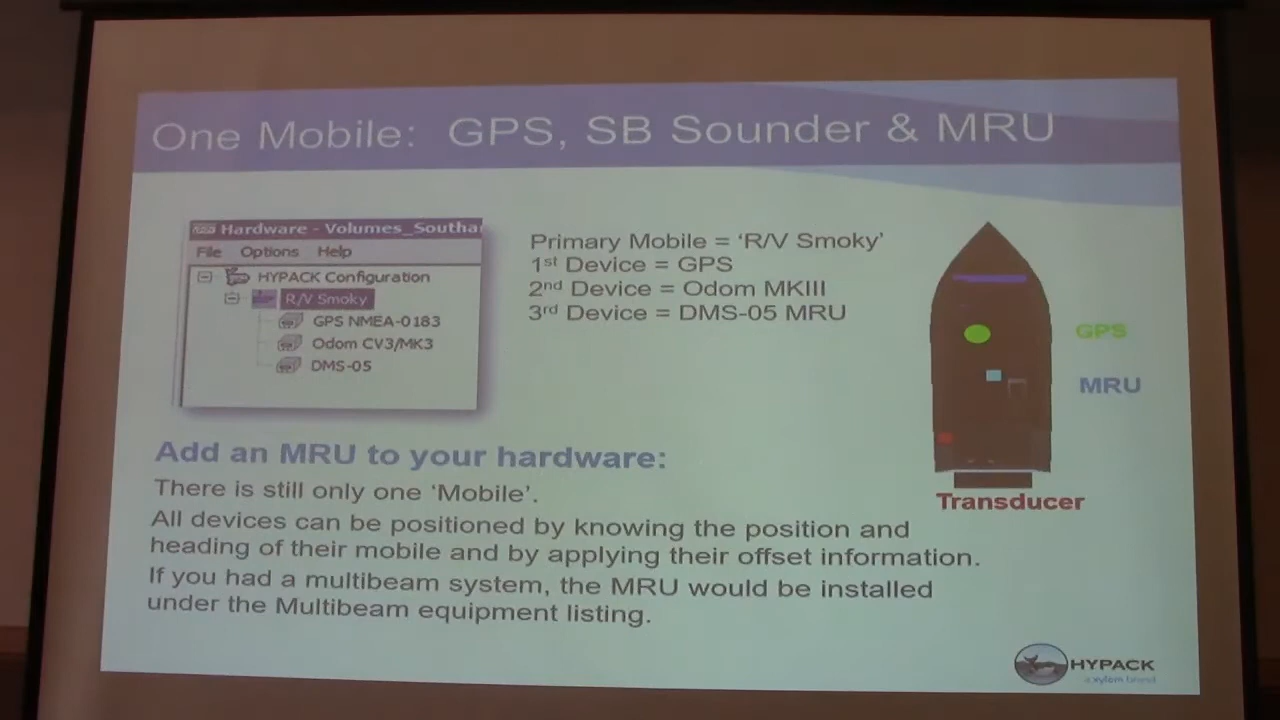 One Mobile: GPS, SB Sounder & MRU
Hardware - Volumes_Southa
File Options Help
HYPACK Configuration
R/V Smoky
GPS NMEA-0183
Odom CV3/MK3
DMS-05
Primary Mobile = ‘R/V Smoky’
1st Device = GPS
2nd Device = Odom MKIII
3rd Device = DMS-05 MRU
GPS
MRU
Transducer
Add an MRU to your hardware:
There is still only one ‘Mobile’.
All devices can be positioned by knowing the position and
heading of their mobile and by applying their offset information.
If you had a multibeam system, the MRU would be installed
under the Multibeam equipment listing.
HYPACK
a xylem brand